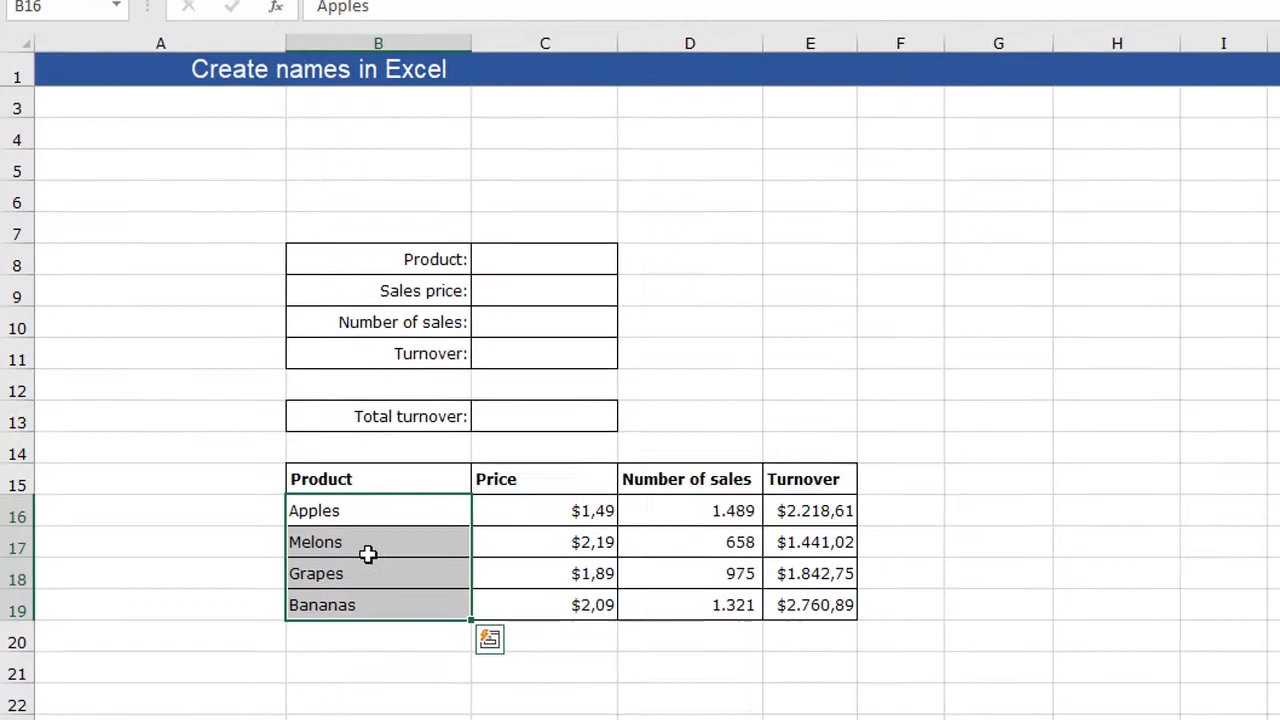 B16 fx Apples
A B C D E F G H I
1 Create names in Excel
3
4
5
6
7
8 Product:
9 Sales price:
10 Number of sales:
11 Turnover:
12
13 Total turnover:
14
15 Product Price Number of sales Turnover
16 Apples $1,49 1.489 $2.218,61
17 Melons $2,19 658 $1.441,02
18 Grapes $1,89 975 $1.842,75
19 Bananas $2,09 1.321 $2.760,89
20
21
22